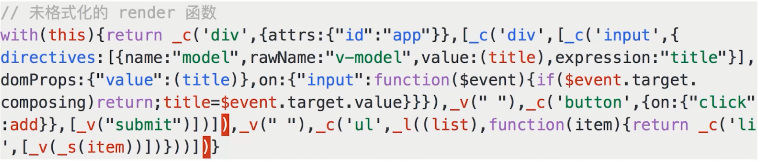 // 未格式化的 render 函数
with(this){return _c('div',{attrs:{"id":"app"}},[_c('div',[_c('input',{
directives:[{name:"model",rawName:"v-model",value:(title),expression:"title"}],
domProps:{"value":(title)},on:{"input":function($event){if($event.target.
composing)return;title=$event.target.value}}}),_v(" "),_c('button',{on:{"click"
:add}},[_v("submit")])]),_v(" "),_c('ul',_l((list),function(item){return _c('li
',[_v(_s(item))])}))])}